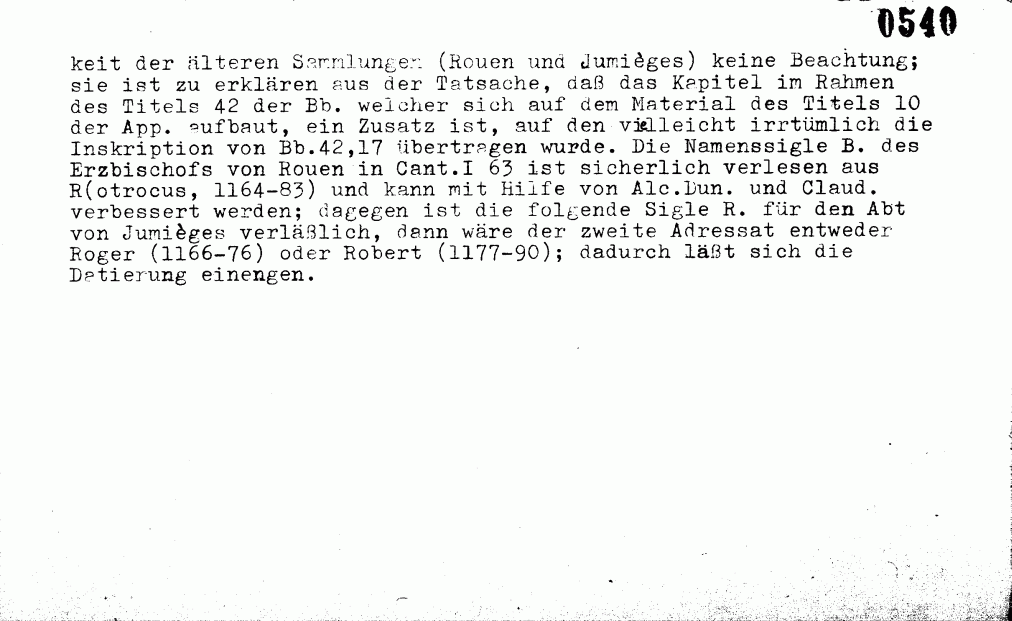 0540
keit der älteren Sammlungen (Rouen und Jumièges) keine Beachtung;
sie ist zu erklären aus der Tatsache, daß das Kapitel im Rahmen
des Titels 42 der Bb. welcher sich auf dem Material des Titels 10
der App. aufbaut, ein Zusatz ist, auf den vielleicht irrtümlich die
Inskription von Bb.42,17 übertragen wurde. Die Namenssigle B. des
Erzbischofs von Rouen in Cant.I 63 ist sicherlich verlesen aus
R(otrocus, 1164-83) und kann mit Hilfe von Alc.Dun. und Claud.
verbessert werden; dagegen ist die folgende Sigle R. für den Abt
von Jumièges verläßlich, dann wäre der zweite Adressat entweder
Roger (1166-76) oder Robert (1177-90); dadurch läßt sich die
Datierung einengen.